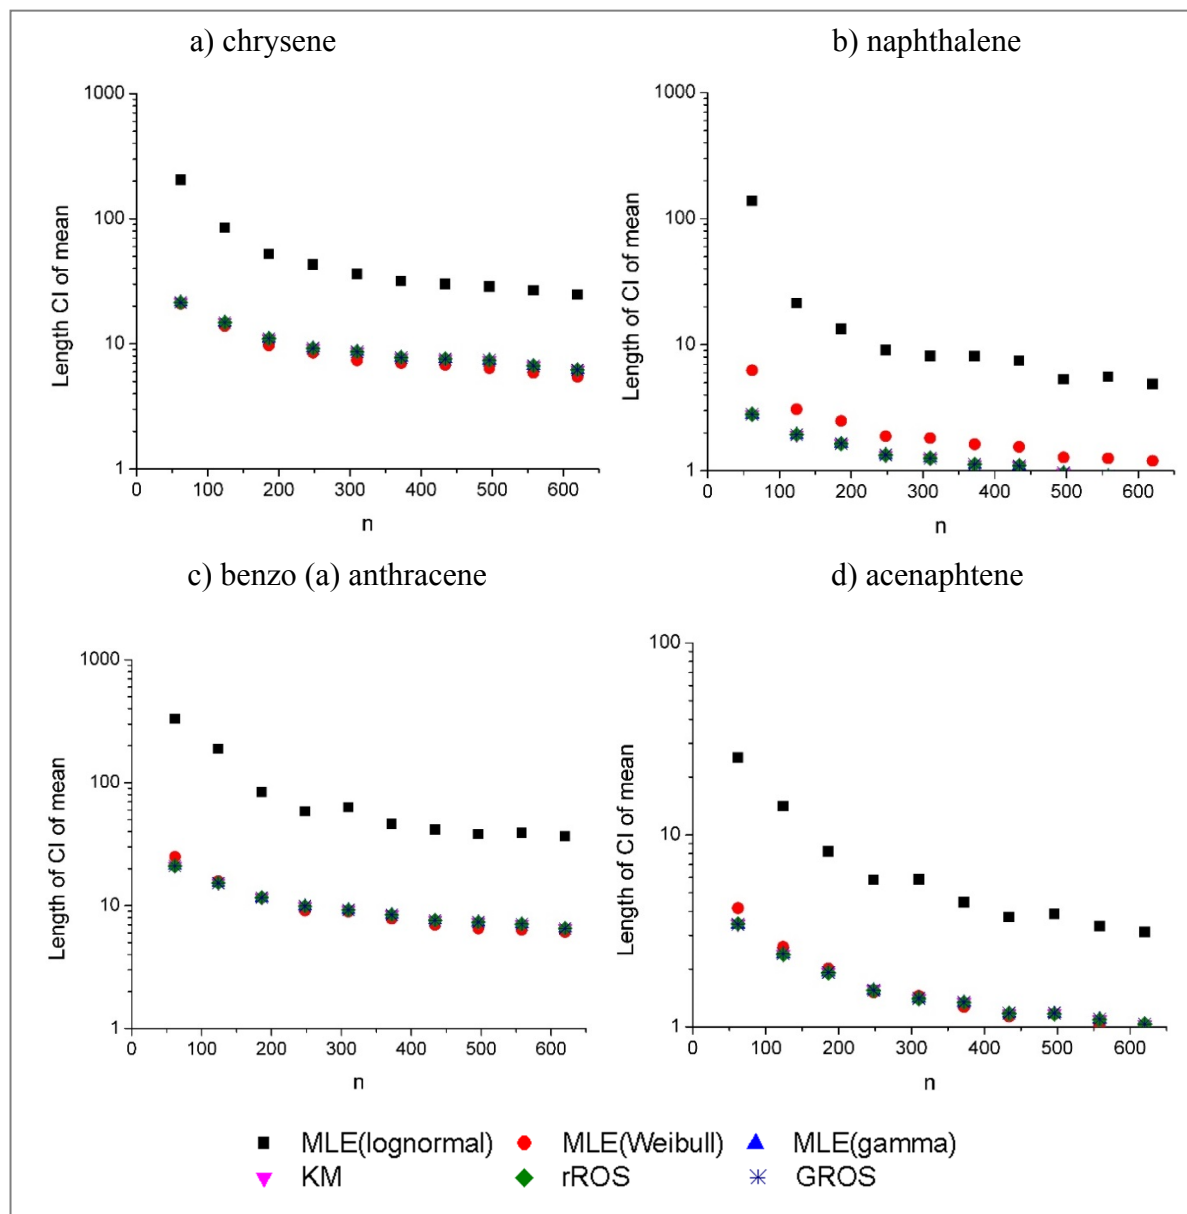 a) chrysene
b) naphthalene
1000
100
10
1
0 100 200 300 400 500 600
Length CI of mean
n
1000
100
10
1
0 100 200 300 400 500 600
Length of CI of mean
n
c) benzo (a) anthracene
d) acenaphtene
1000
100
10
1
0 100 200 300 400 500 600
Length of CI of mean
n
100
10
1
0 100 200 300 400 500 600
Length of CI of mean
n
MLE(lognormal) MLE(Weibull) MLE(gamma)
KM rROS GROS